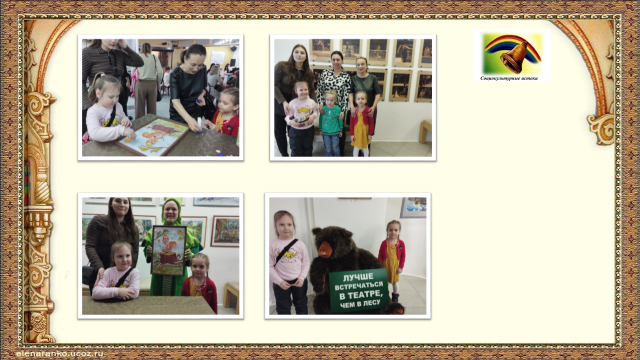 Социокультурные истоки
ЛУЧШЕ
ВСТРЕЧАТЬСЯ
В ТЕАТРЕ,
ЧЕМ В ЛЕСУ
elenaranko.ucoz.ru